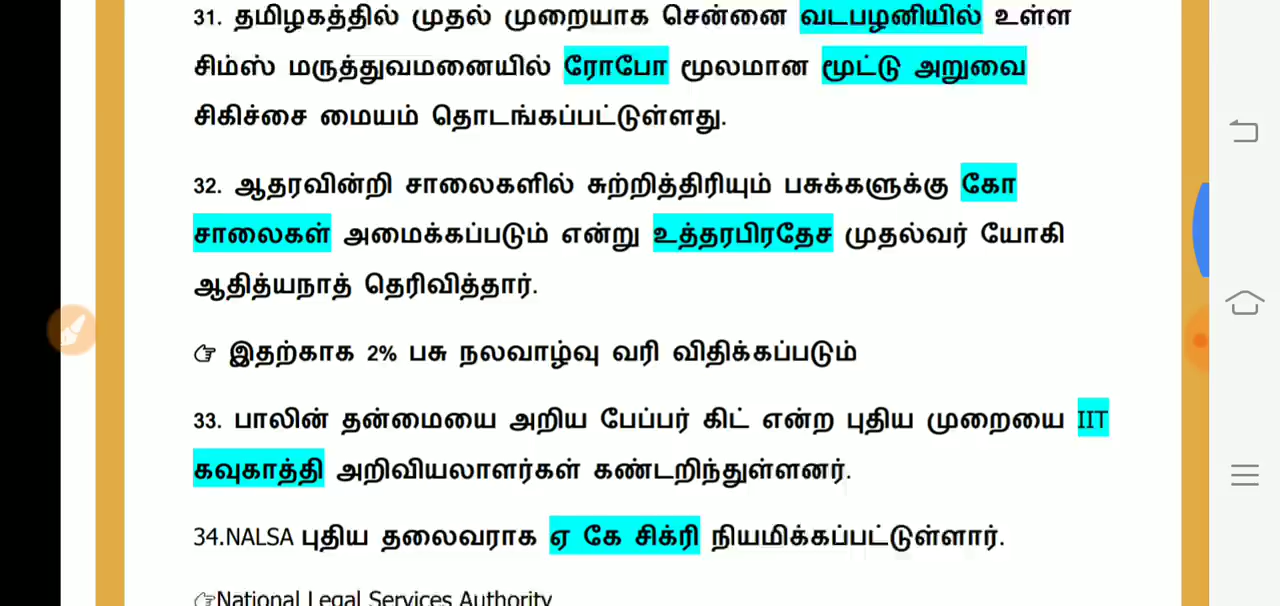 31. தமிழகத்தில் முதல் முறையாக சென்னை வடபழனியில் உள்ள
சிம்ஸ் மருத்துவமனையில் ரோபோ மூலமான மூட்டு அறுவை
சிகிச்சை மையம் தொடங்கப்பட்டுள்ளது.
32. ஆதரவின்றி சாலைகளில் சுற்றித்திரியும் பசுக்களுக்கு கோ
சாலைகள் அமைக்கப்படும் என்று உத்தரபிரதேச முதல்வர் யோகி
ஆதித்யநாத் தெரிவித்தார்.
☞ இதற்காக 2% பசு நலவாழ்வு வரி விதிக்கப்படும்
33. பாலின் தன்மையை அறிய பேப்பர் கிட் என்ற புதிய முறையை IIT
கவுகாத்தி அறிவியலாளர்கள் கண்டறிந்துள்ளனர்.
34.NALSA புதிய தலைவராக ஏ கே சிக்ரி நியமிக்கப்பட்டுள்ளார்.
☞National Legal Services Authority